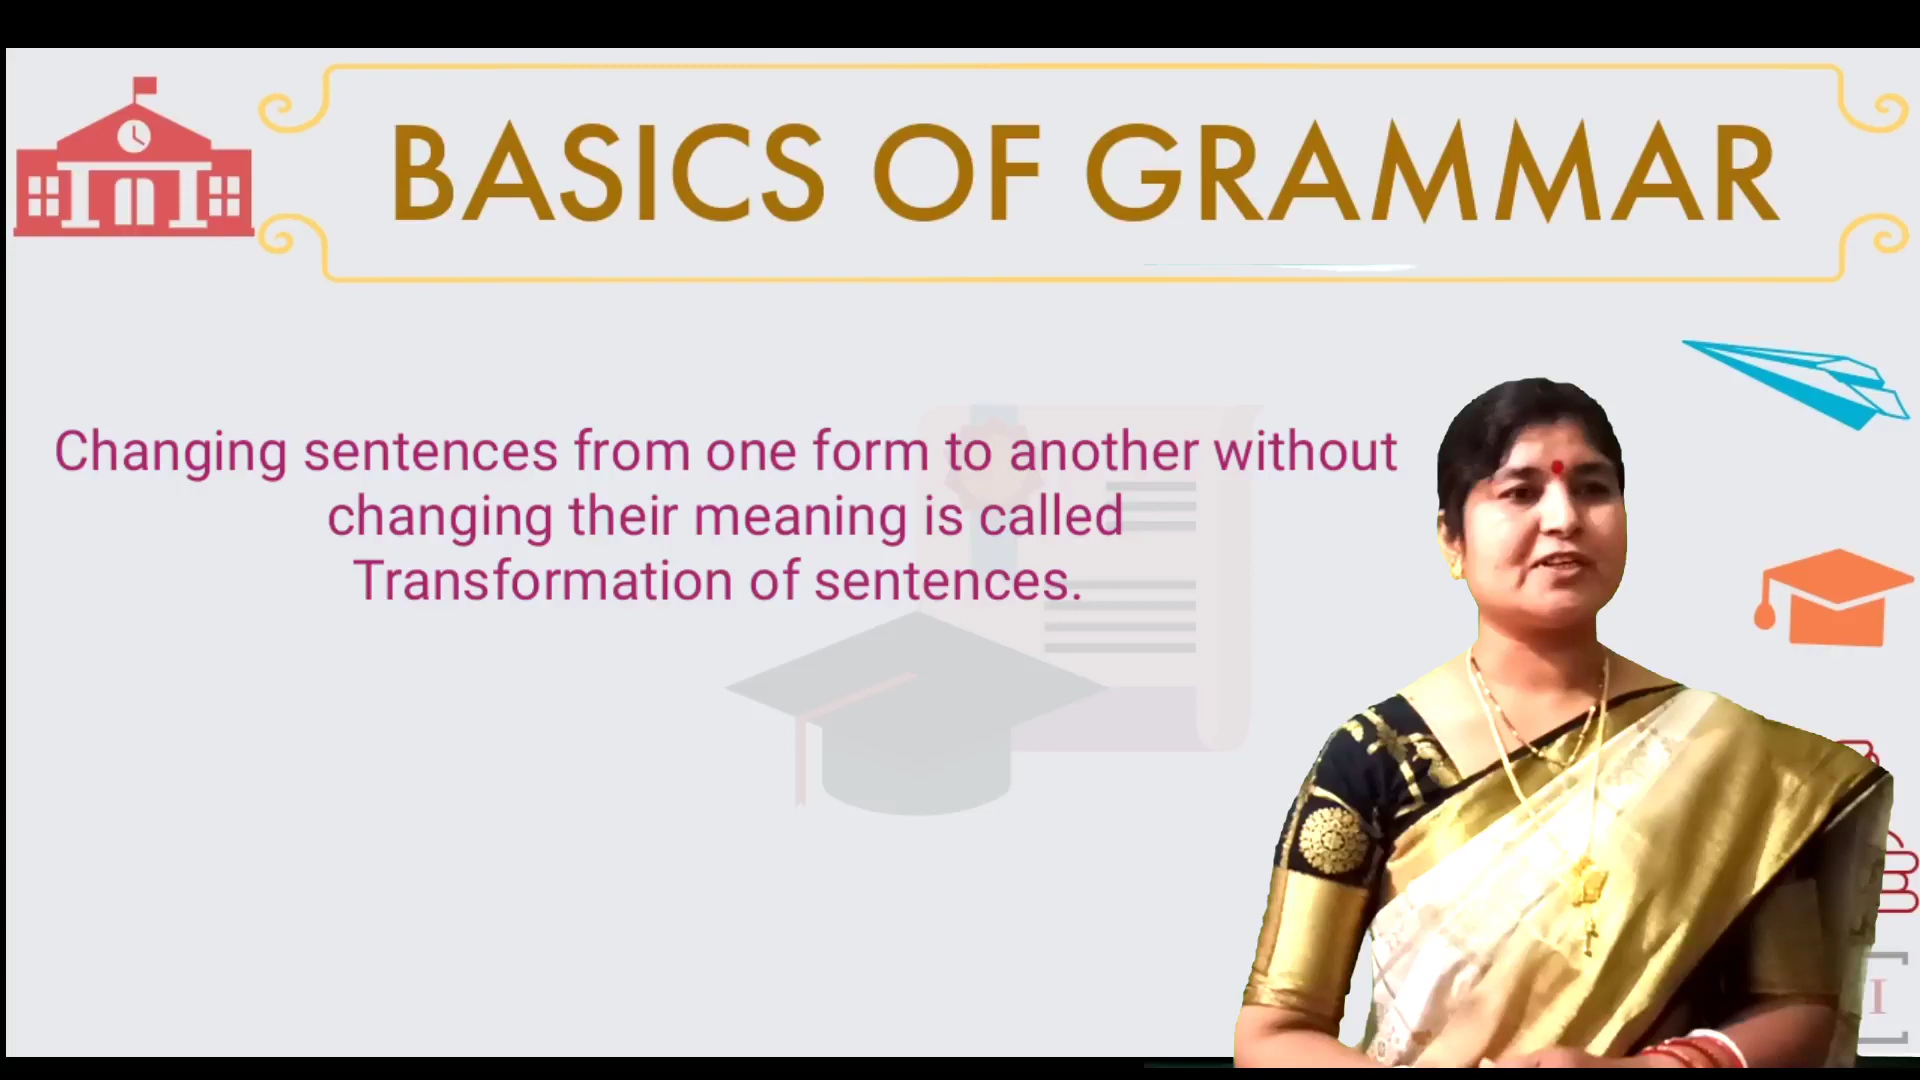 BASICS OF GRAMMAR
Changing sentences from one form to another without
changing their meaning is called
Transformation of sentences.
I